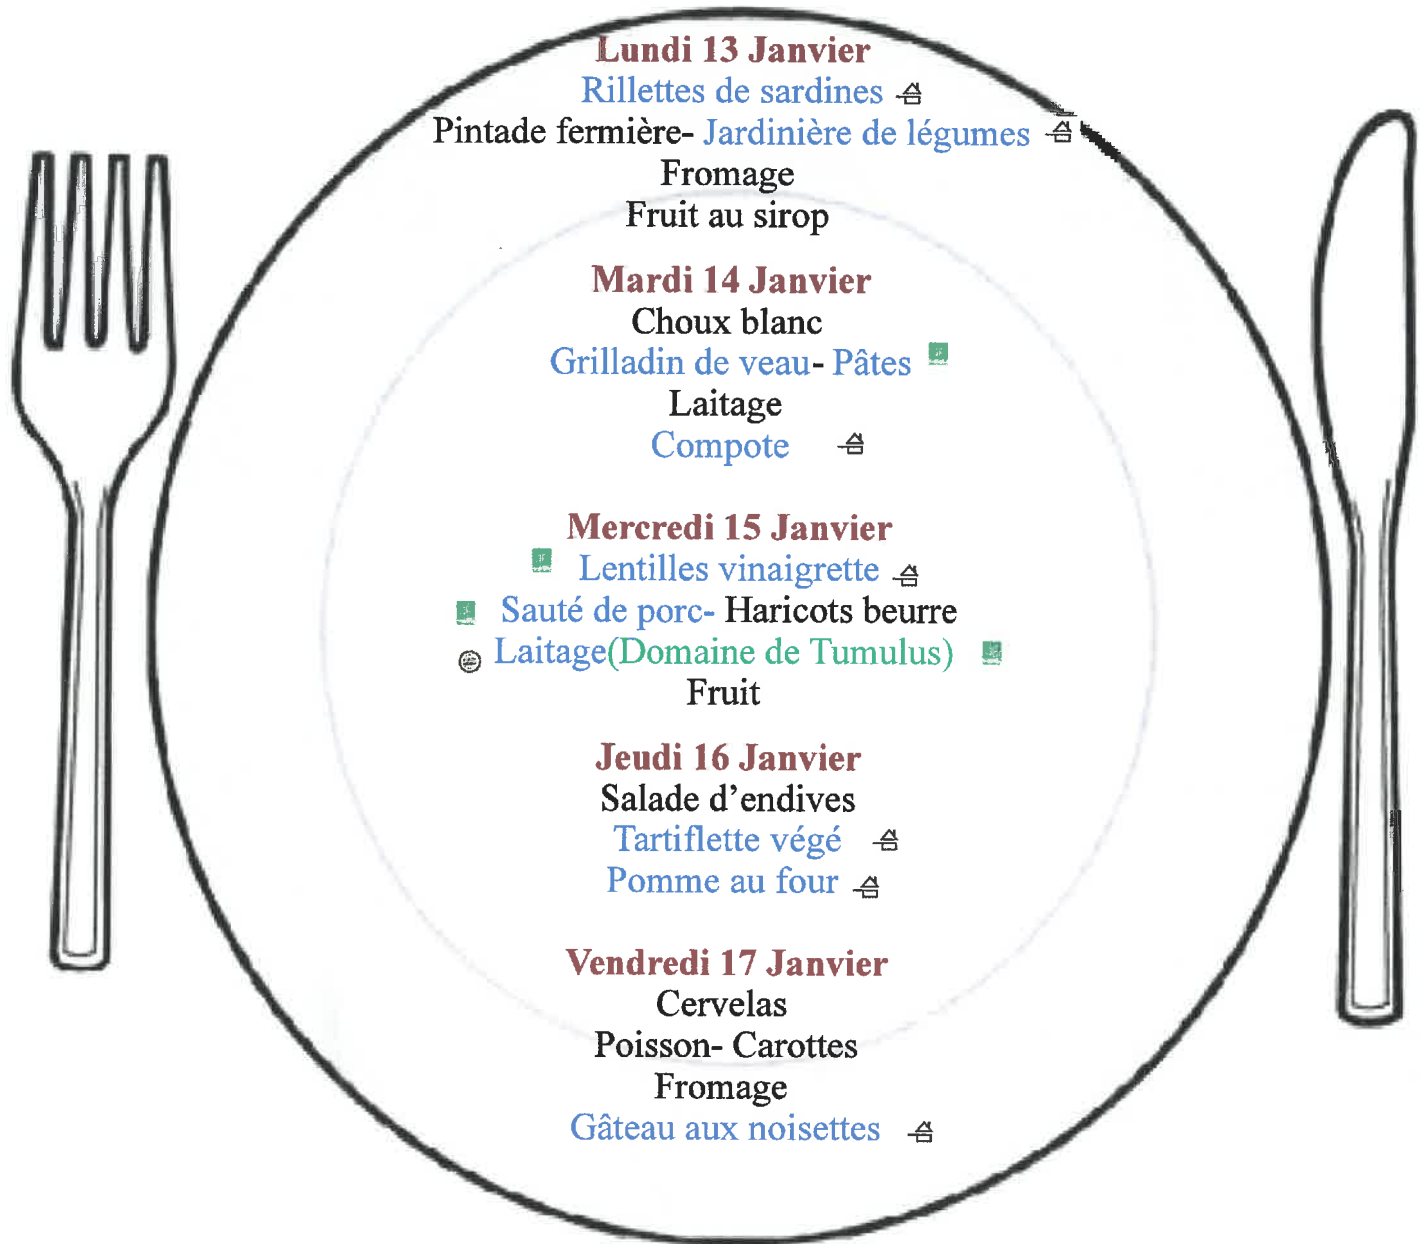 Lundi 13 Janvier
Rillettes de sardines
Pintade fermière- Jardinière de légumes
Fromage
Fruit au sirop
Mardi 14 Janvier
Choux blanc
Grilladin de veau- Pâtes
Laitage
Compote
Mercredi 15 Janvier
Lentilles vinaigrette
Sauté de porc- Haricots beurre
Laitage(Domaine de Tumulus)
Fruit
Jeudi 16 Janvier
Salade d’endives
Tartiflette végé
Pomme au four
Vendredi 17 Janvier
Cervelas
Poisson- Carottes
Fromage
Gâteau aux noisettes